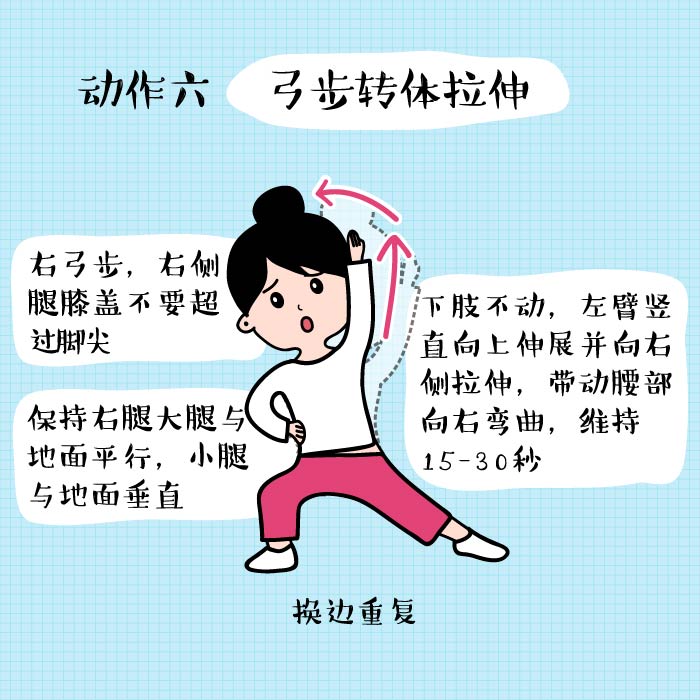 动作六 弓步转体拉伸
右弓步，右侧
腿膝盖不要超
过脚尖
保持右腿大腿与
地面平行，小腿
与地面垂直
下肢不动，左臂竖
直向上伸展并向右
侧拉伸，带动腰部
向右弯曲，维持
15-30秒
换边重复